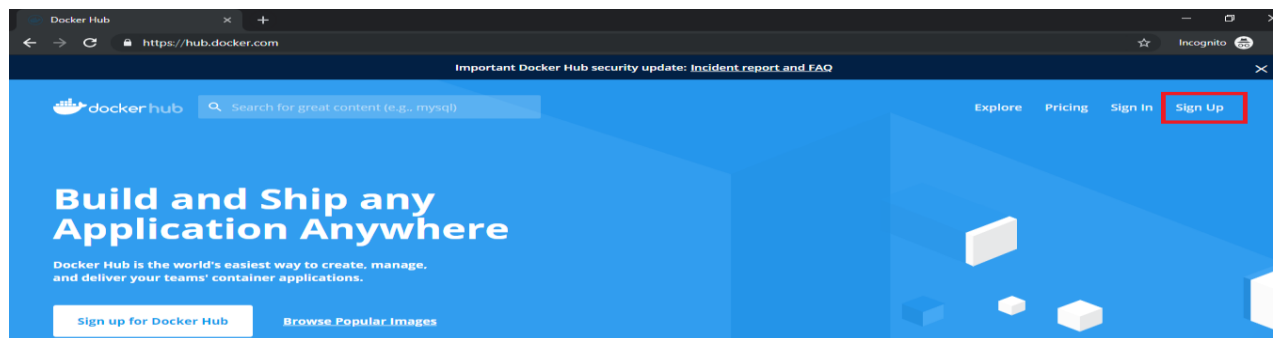 Docker Hub
https://hub.docker.com
Incognito
Important Docker Hub security update: Incident report and FAQ
dockerhub
Search for great content (e.g., mysql)
Explore Pricing Sign In Sign Up
Build and Ship any
Application Anywhere
Docker Hub is the world's easiest way to create, manage,
and deliver your teams' container applications.
Sign up for Docker Hub
Browse Popular Images